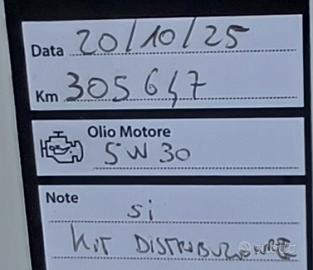 Data 20/10/25
Km 305647
Olio Motore
5W30
Note
Si
KIT DISTRIBUZIONE